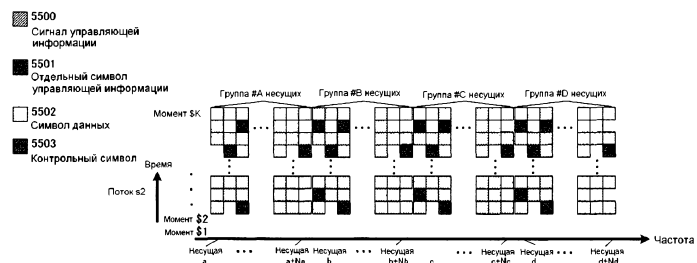 5500
Сигнал управляющей
информации
5501
Отдельный символ
управляющей информации
5502
Символ данных
5503
Контрольный символ
Группа #A несущих
Группа #B несущих
Группа #C несущих
Группа #D несущих
Момент $K
Время
Поток s2
Момент $2
Момент $1
Частота
Несущая a
Несущая a+Na
Несущая b
Несущая b+Nb
c
Несущая c+Nc
Несущая d
Несущая d+Nd